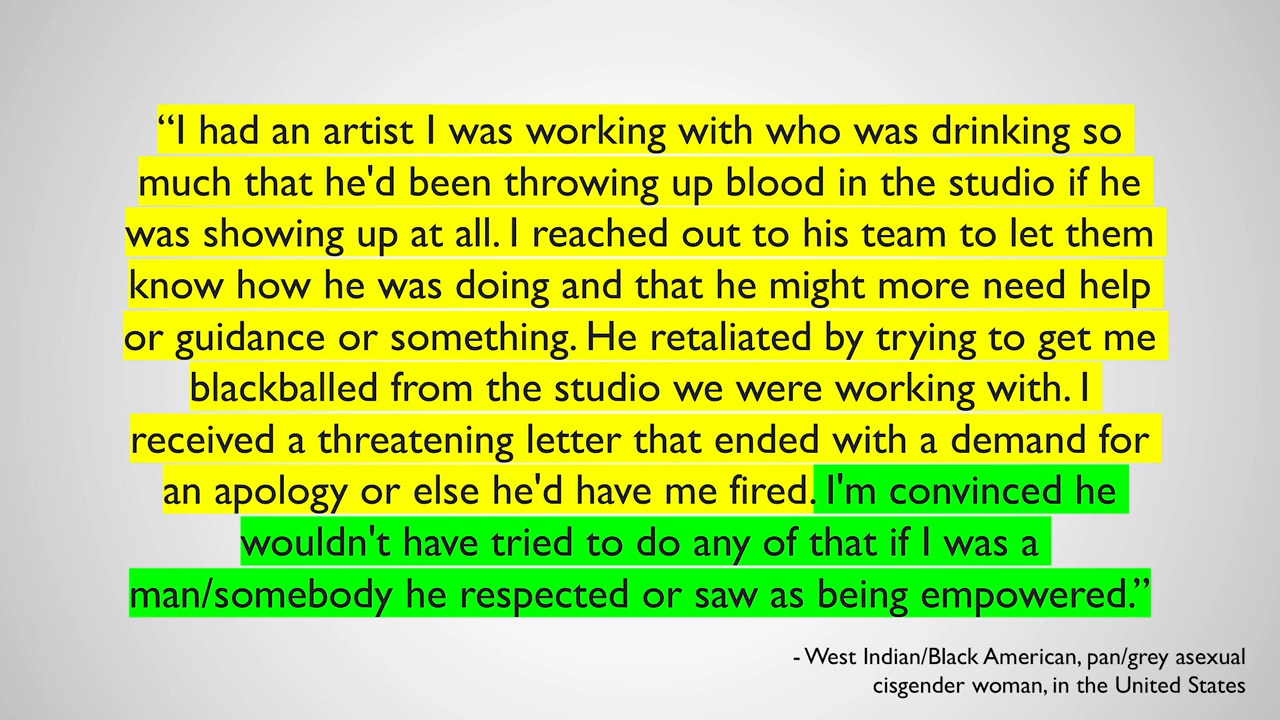 “I had an artist I was working with who was drinking so
much that he'd been throwing up blood in the studio if he
was showing up at all. I reached out to his team to let them
know how he was doing and that he might more need help
or guidance or something. He retaliated by trying to get me
blackballed from the studio we were working with. I
received a threatening letter that ended with a demand for
an apology or else he'd have me fired. I'm convinced he
wouldn't have tried to do any of that if I was a
man/somebody he respected or saw as being empowered.”
- West Indian/Black American, pan/grey asexual
cisgender woman, in the United States